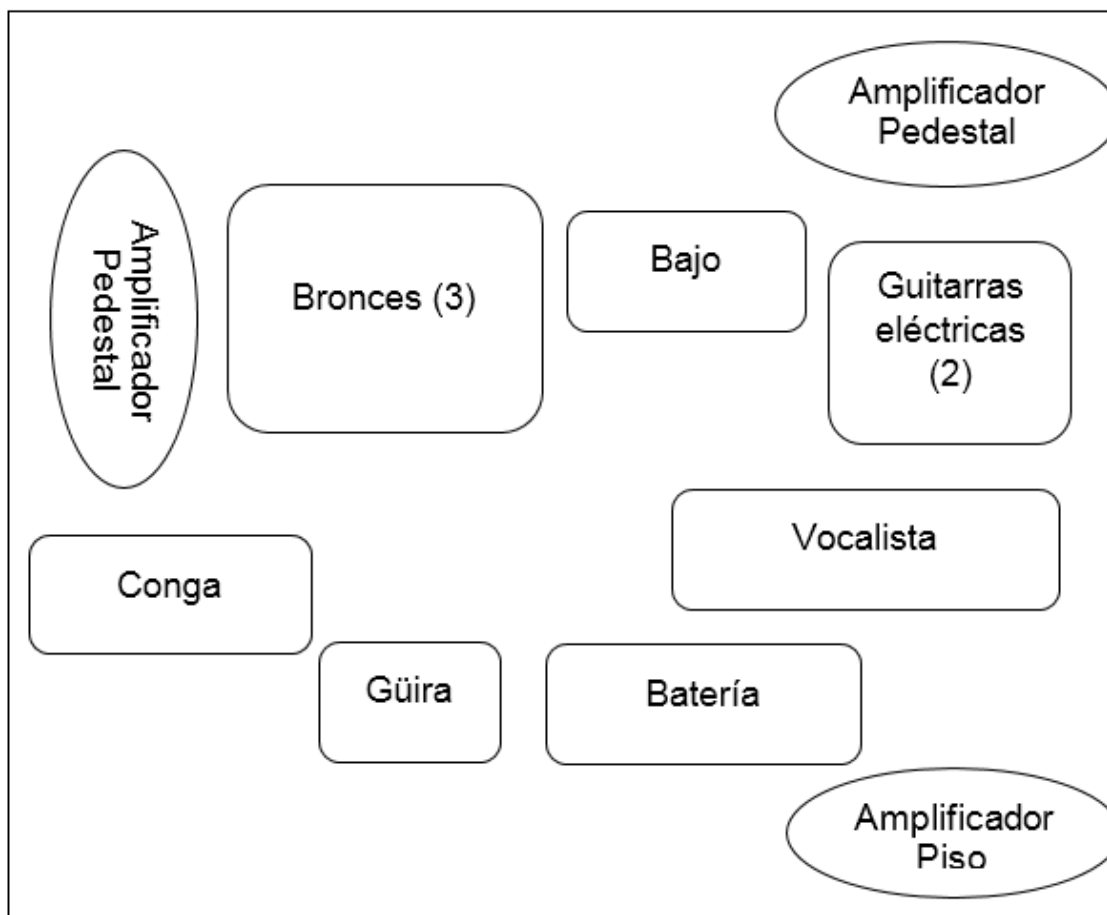 Amplificador
Pedestal
Amplificador
Pedestal
Bronces (3)
Bajo
Guitarras
eléctricas
(2)
Vocalista
Conga
Güira
Batería
Amplificador
Piso